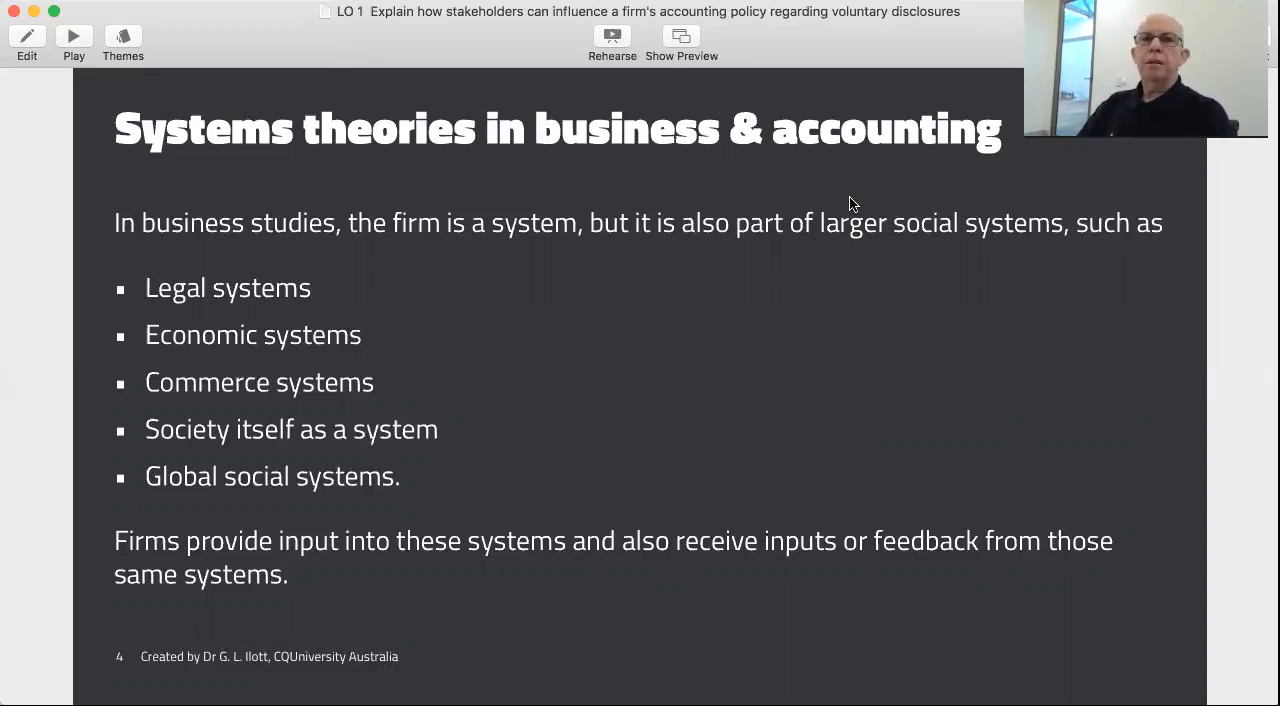 LO 1 Explain how stakeholders can influence a firm's accounting policy regarding voluntary disclosures
Edit
Play
Themes
Rehearse
Show Preview
Systems theories in business & accounting
In business studies, the firm is a system, but it is also part of larger social systems, such as
Legal systems
Economic systems
Commerce systems
Society itself as a system
Global social systems.
Firms provide input into these systems and also receive inputs or feedback from those
same systems.
4 Created by Dr G. L. Ilott, CQUniversity Australia